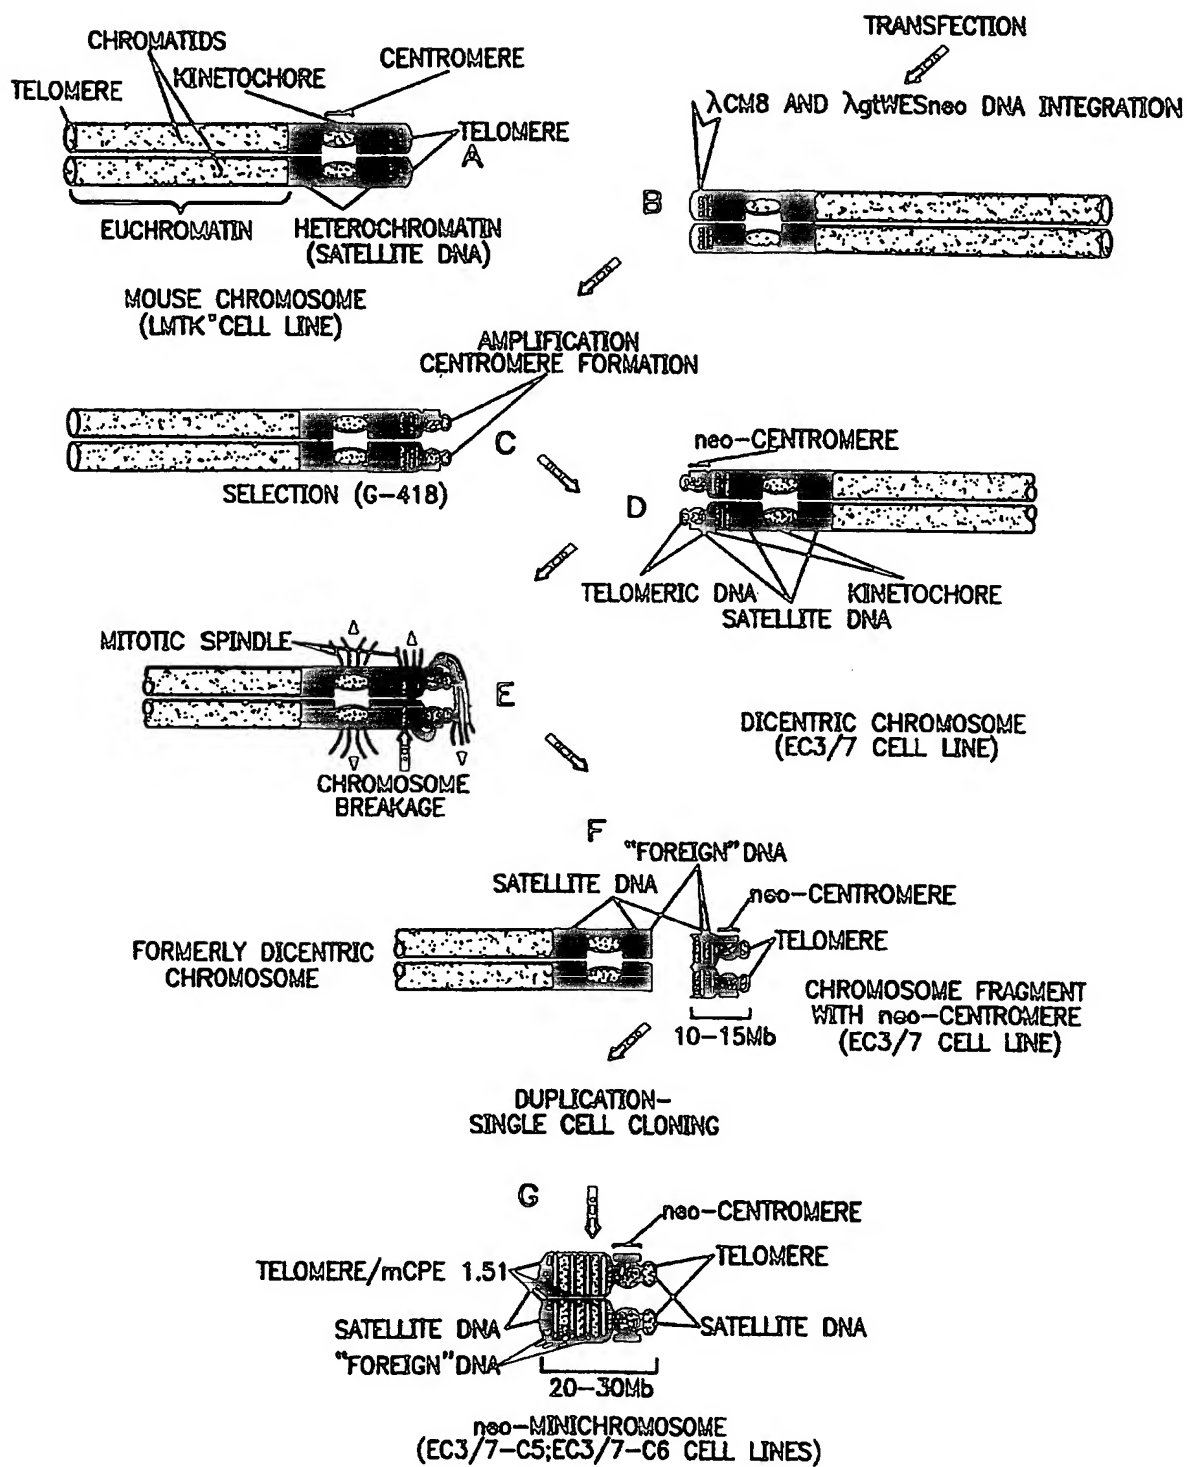 CHROMATIDS
CENTROMERE
KINETOCHORE
TELOMERE
TELOMERE
A
EUCHROMATIN
HETEROCHROMATIN
(SATELLITE DNA)
MOUSE CHROMOSOME
(LMTK° CELL LINE)
TRANSFECTION
λCM8 AND λgtWESneo DNA INTEGRATION
B
AMPLIFICATION
CENTROMERE FORMATION
C
SELECTION (G-418)
neo-CENTROMERE
D
TELOMERIC DNA
KINETOCHORE
SATELLITE DNA
MITOTIC SPINDLE
E
CHROMOSOME
BREAKAGE
DICENTRIC CHROMOSOME
(EC3/7 CELL LINE)
F
"FOREIGN" DNA
SATELLITE DNA
neo-CENTROMERE
FORMERLY DICENTRIC
CHROMOSOME
TELOMERE
CHROMOSOME FRAGMENT
WITH neo-CENTROMERE
(EC3/7 CELL LINE)
10-15Mb
DUPLICATION-
SINGLE CELL CLONING
G
neo-CENTROMERE
TELOMERE/mCPE 1.51
TELOMERE
SATELLITE DNA
SATELLITE DNA
"FOREIGN" DNA
20-30Mb
neo-MINICHROMOSOME
(EC3/7-C5;EC3/7-C6 CELL LINES)